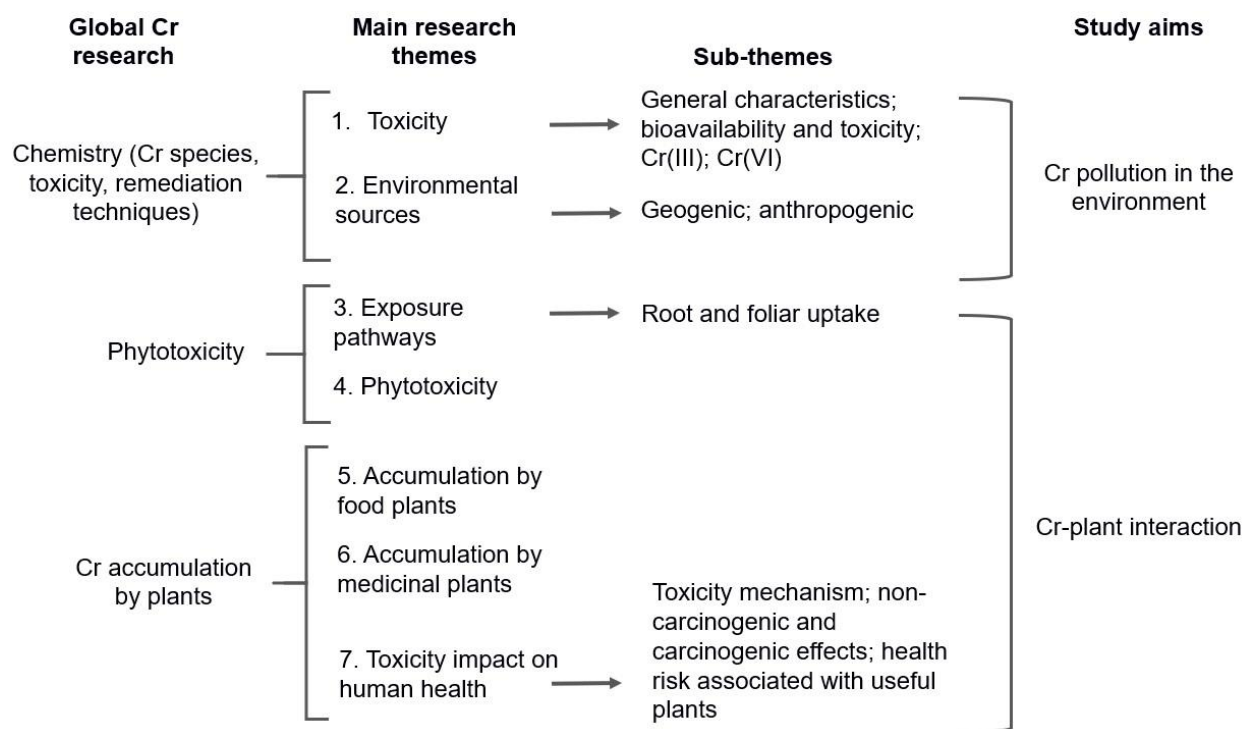 Global Cr
research
Main research
themes
Sub-themes
Study aims
Chemistry (Cr species,
toxicity, remediation
techniques)
1. Toxicity
General characteristics;
bioavailability and toxicity;
Cr(III); Cr(VI)
2. Environmental
sources
Geogenic; anthropogenic
Cr pollution in the
environment
Phytotoxicity
3. Exposure
pathways
Root and foliar uptake
4. Phytotoxicity
Cr accumulation
by plants
5. Accumulation by
food plants
6. Accumulation by
medicinal plants
7. Toxicity impact on
human health
Toxicity mechanism; non-
carcinogenic and
carcinogenic effects; health
risk associated with useful
plants
Cr-plant interaction